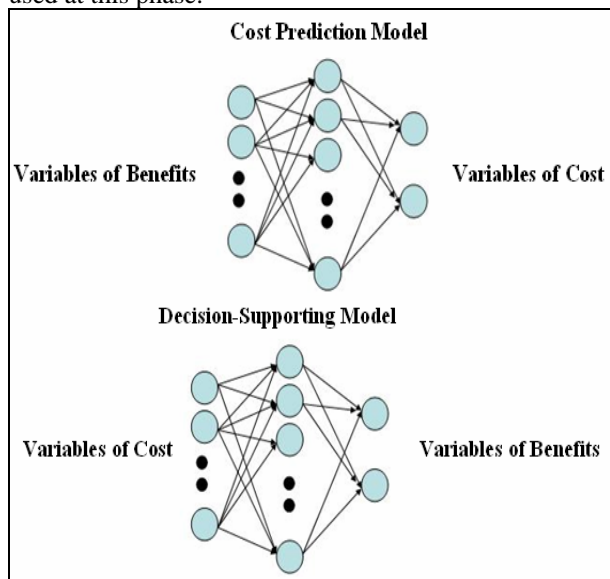 used at this phase.
Cost Prediction Model
Variables of Benefits
Variables of Cost
Decision-Supporting Model
Variables of Cost
Variables of Benefits